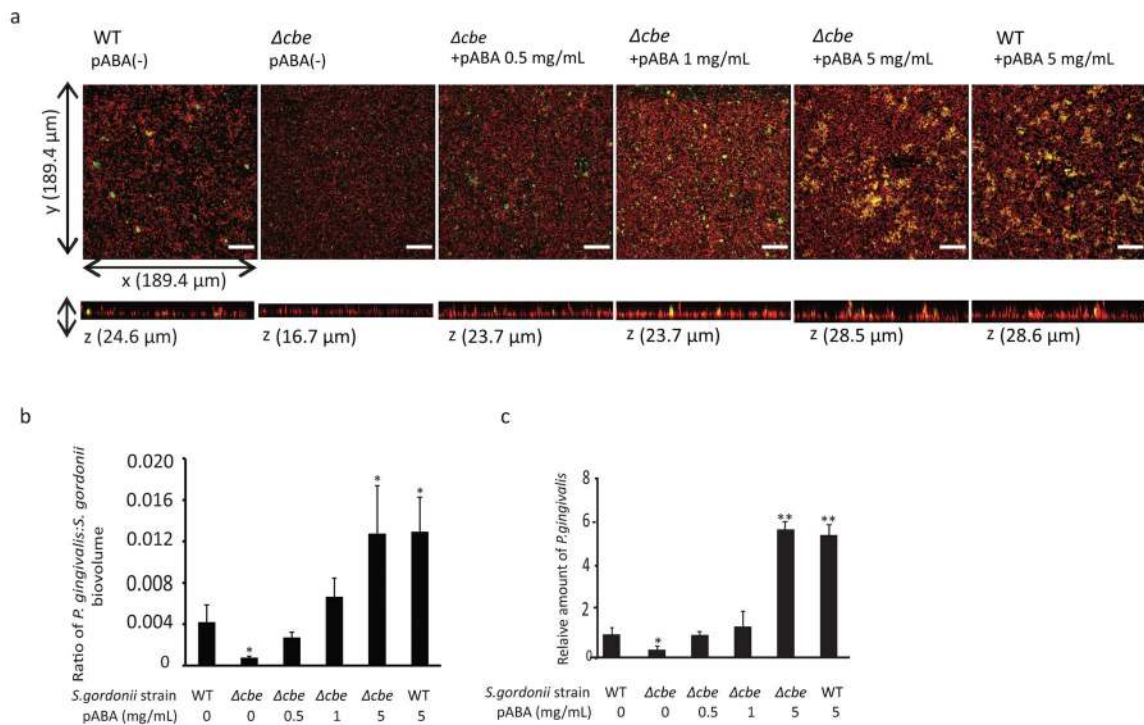 a
WT Δcbe Δcbe Δcbe Δcbe WT
pABA(-) pABA(-) +pABA 0.5 mg/mL +pABA 1 mg/mL +pABA 5 mg/mL +pABA 5 mg/mL
y (189.4 μm)
x (189.4 μm)
z (24.6 μm) z (16.7 μm) z (23.7 μm) z (23.7 μm) z (28.5 μm) z (28.6 μm)
b
Ratio of P. gingivalis:S. gordonii
biovolume
0.020
0.016
0.012
0.008
0.004
0
*
*
*
S.gordonii strain WT Δcbe Δcbe Δcbe Δcbe WT
pABA (mg/mL) 0 0 0.5 1 5 5
c
Relaive amount of P.gingivalis
8
6
4
2
0
*
**
**
S.gordonii strain WT Δcbe Δcbe Δcbe Δcbe WT
pABA (mg/mL) 0 0 0.5 1 5 5